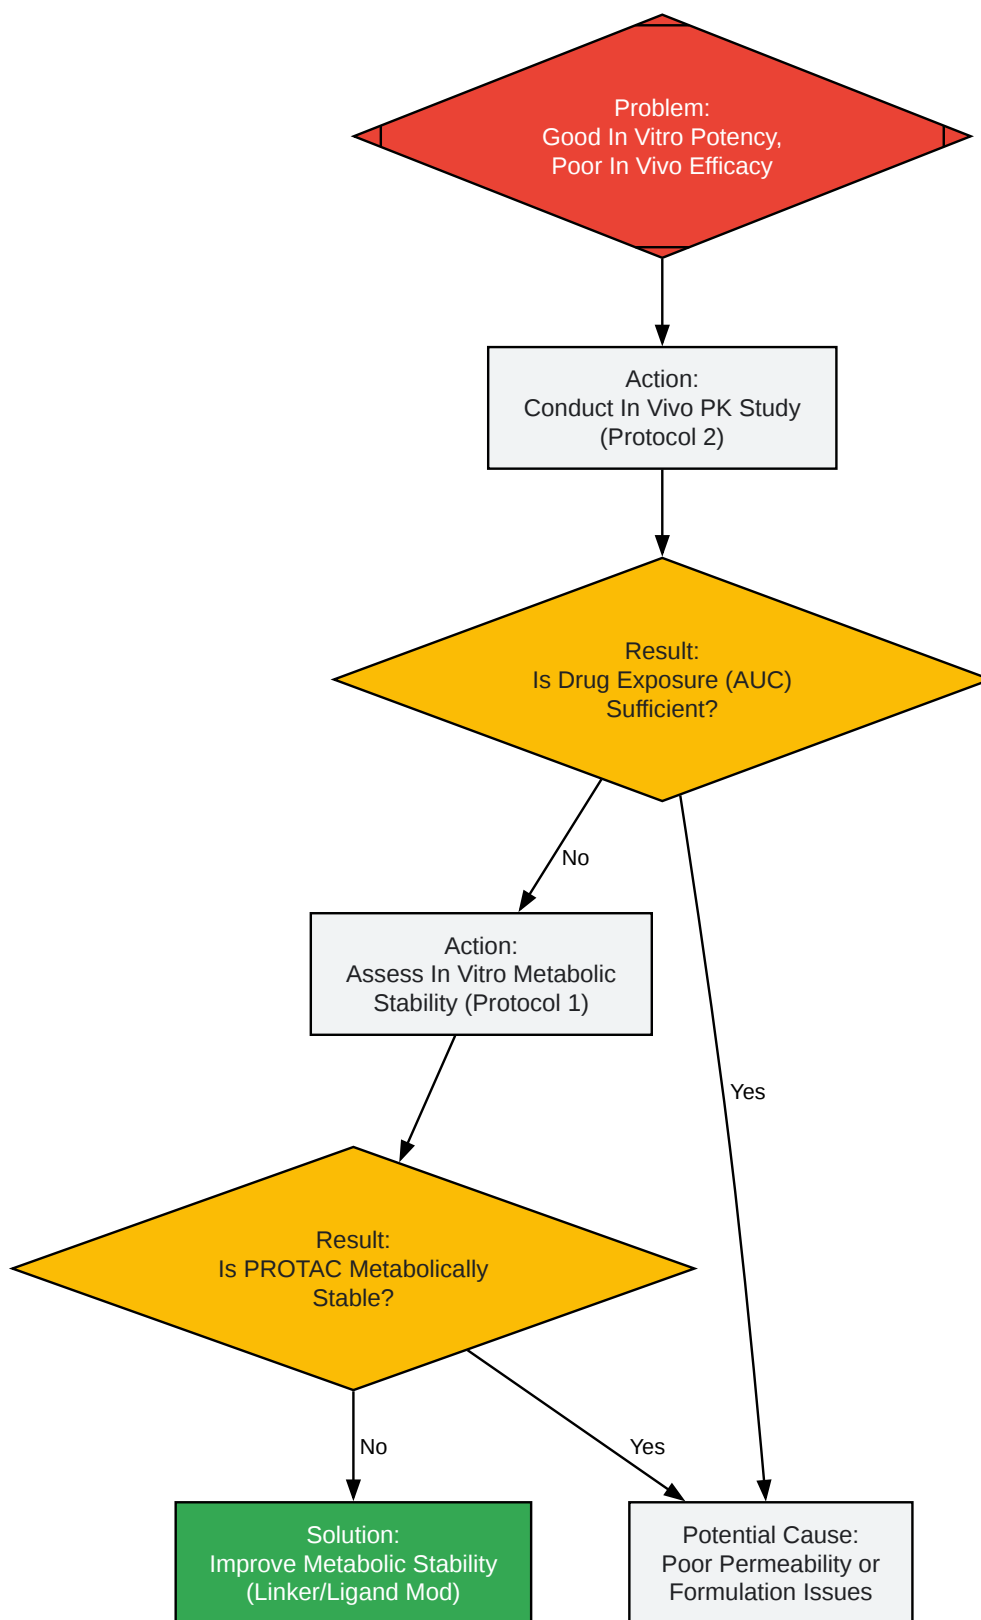 Problem:
Good In Vitro Potency,
Poor In Vivo Efficacy
Action:
Conduct In Vivo PK Study
(Protocol 2)
Result:
Is Drug Exposure (AUC)
Sufficient?
No
Action:
Assess In Vitro Metabolic
Stability (Protocol 1)
Yes
Result:
Is PROTAC Metabolically
Stable?
No
Yes
Solution:
Improve Metabolic Stability
(Linker/Ligand Mod)
Potential Cause:
Poor Permeability or
Formulation Issues